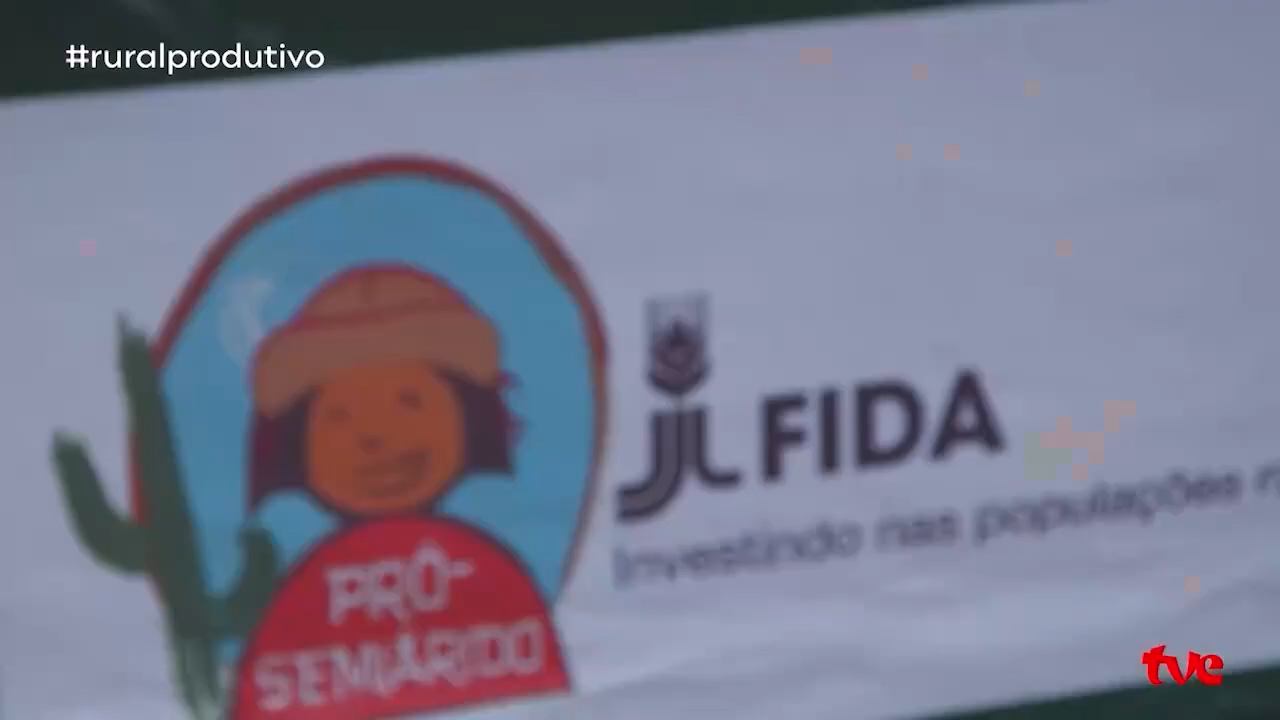 #ruralprodutivo
FIDA
Investindo nas populações
PRÓ-
SEMIÁRIDO
tve